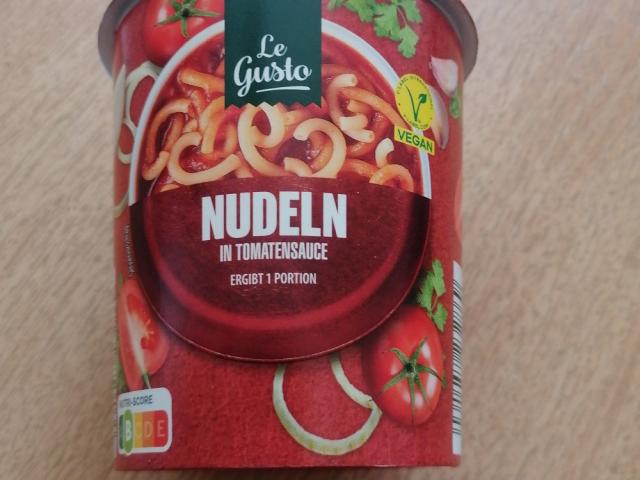 Le
Gusto
VEGAN
NUDELN
IN TOMATENSAUCE
ERGIBT 1 PORTION
NUTRI-SCORE
B C D E